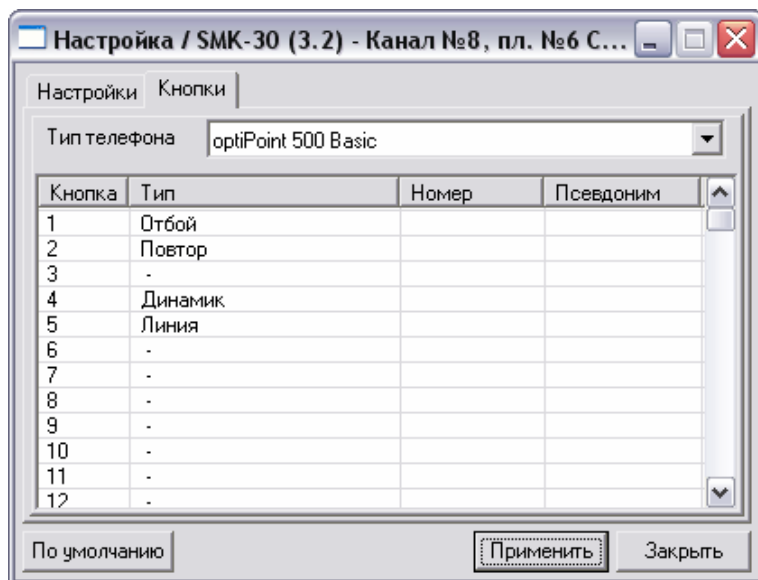 Настройка / SMK-30 (3.2) - Канал №8, пл. №6 С...
Настройки Кнопки
Тип телефона optiPoint 500 Basic
Кнопка Тип Номер Псевдоним
1 Отбой
2 Повтор
3 -
4 Динамик
5 Линия
6 -
7 -
8 -
9 -
10 -
11 -
12 -
По умолчанию Применить Закрыть